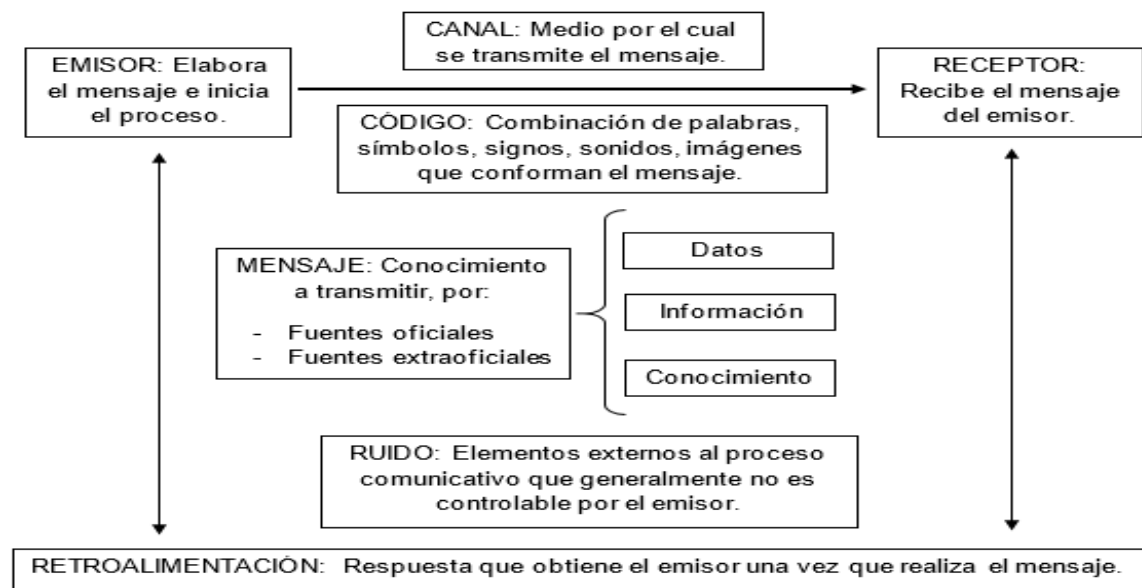 CANAL: Medio por el cual
se transmite el mensaje.
EMISOR: Elabora
el mensaje e inicia
el proceso.
RECEPTOR:
Recibe el mensaje
del emisor.
CÓDIGO: Combinación de palabras,
símbolos, signos, sonidos, imágenes
que conforman el mensaje.
MENSAJE: Conocimiento
a transmitir, por:
- Fuentes oficiales
- Fuentes extraoficiales
Datos
Información
Conocimiento
RUIDO: Elementos externos al proceso
comunicativo que generalmente no es
controlable por el emisor.
RETROALIMENTACIÓN: Respuesta que obtiene el emisor una vez que realiza el mensaje.